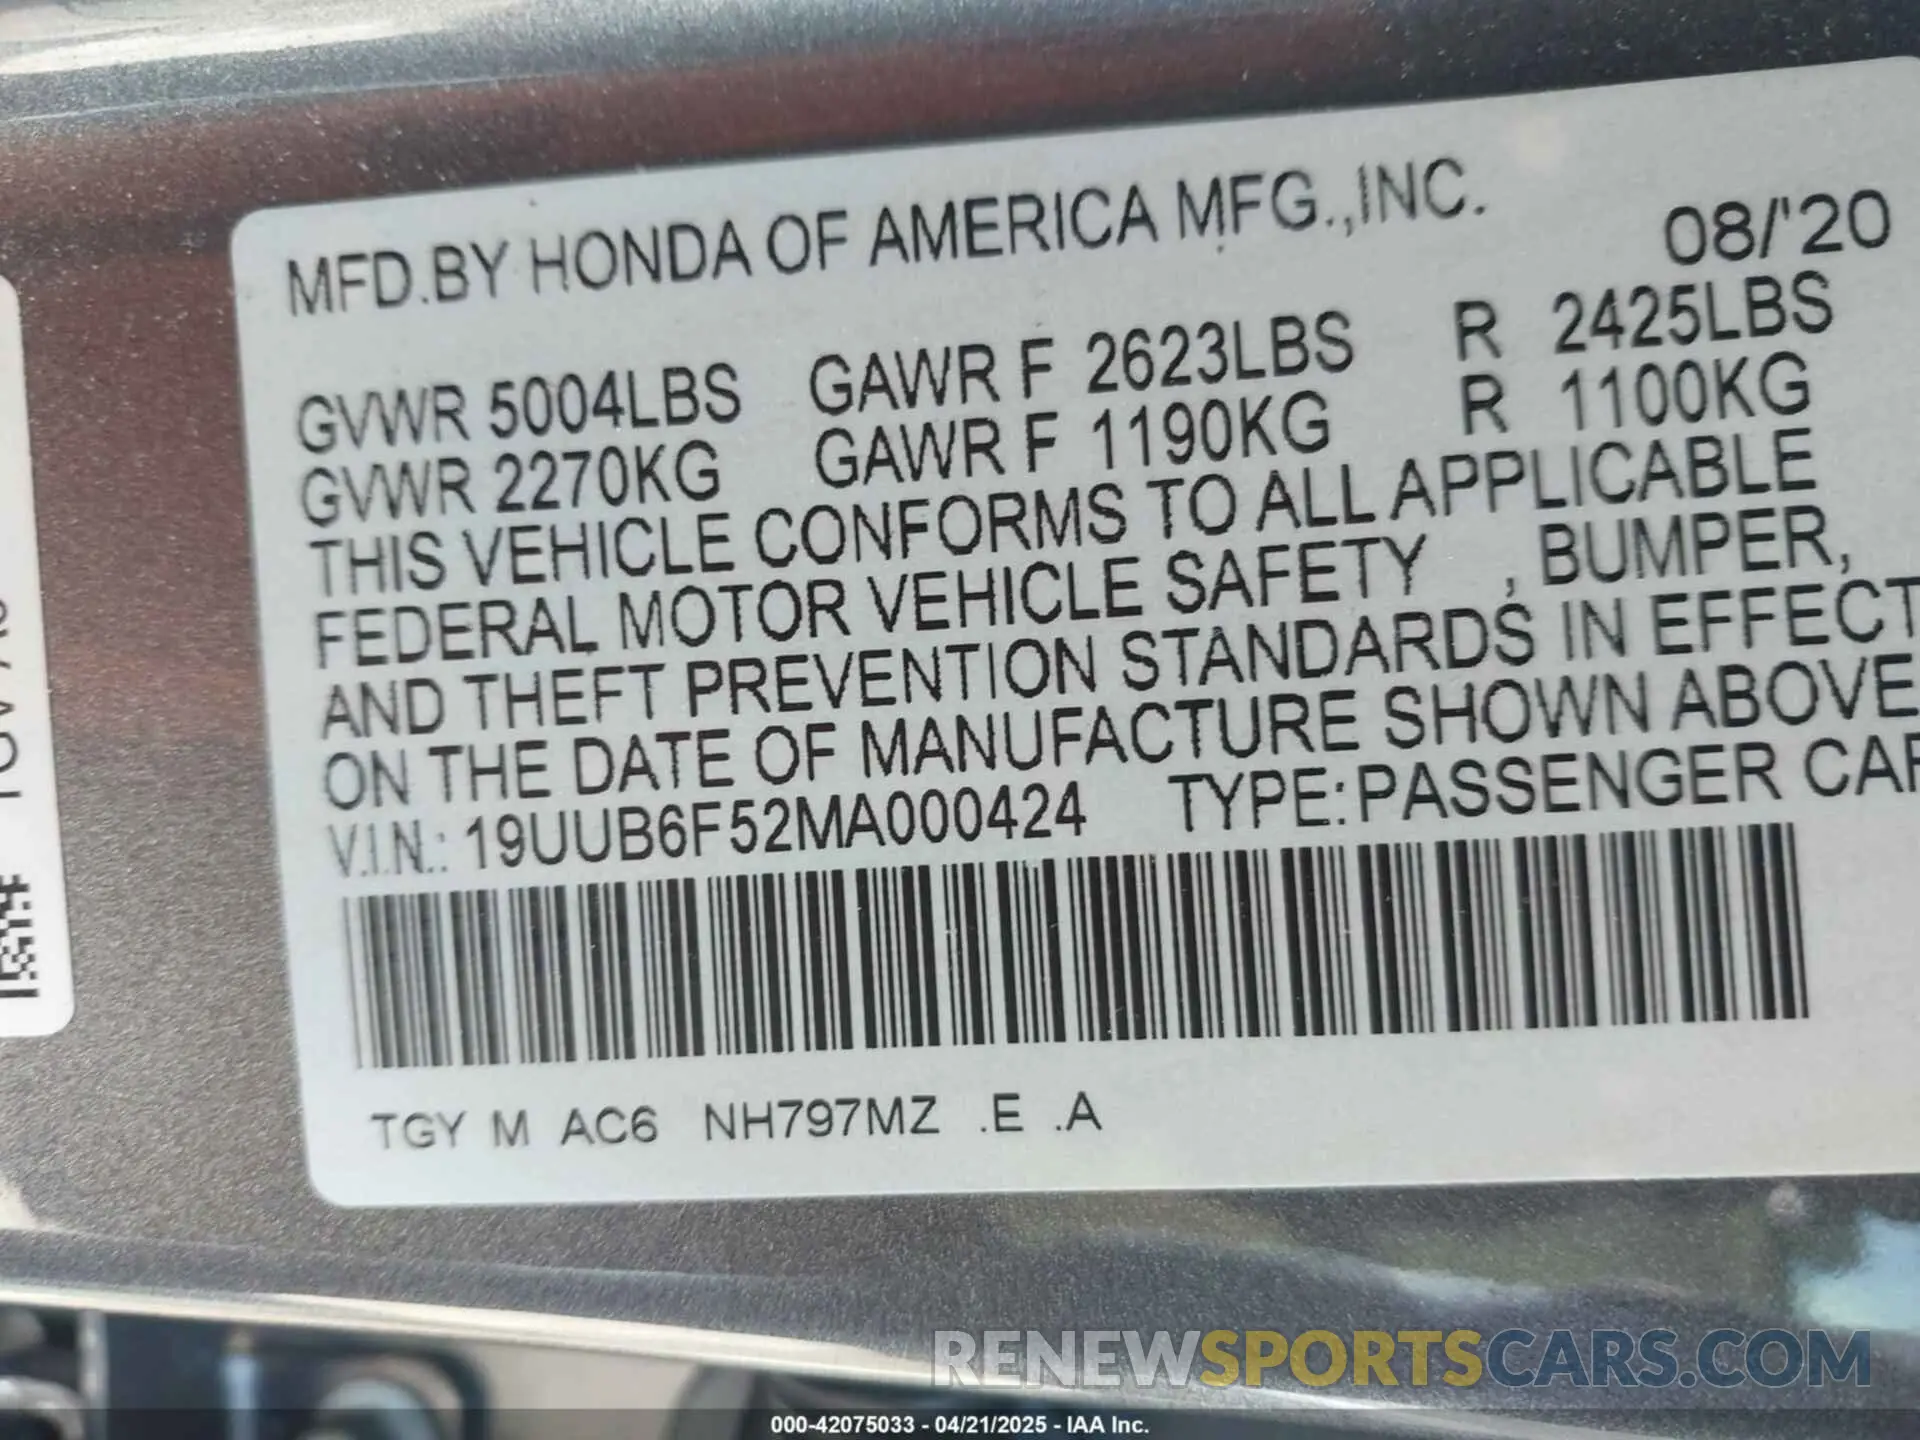 MFD.BY HONDA OF AMERICA MFG.,INC.
08/'20
GVWR 5004LBS GAWR F 2623LBS R 2425LBS
GVWR 2270KG GAWR F 1190KG R 1100KG
THIS VEHICLE CONFORMS TO ALL APPLICABLE
FEDERAL MOTOR VEHICLE SAFETY , BUMPER,
AND THEFT PREVENTION STANDARDS IN EFFECT
ON THE DATE OF MANUFACTURE SHOWN ABOVE
V.I.N.: 19UUB6F52MA000424 TYPE:PASSENGER CAR
TGY M AC6 NH797MZ .E .A
RENEWSPORTSCARS.COM
000-42075033 - 04/21/2025 - IAA Inc.